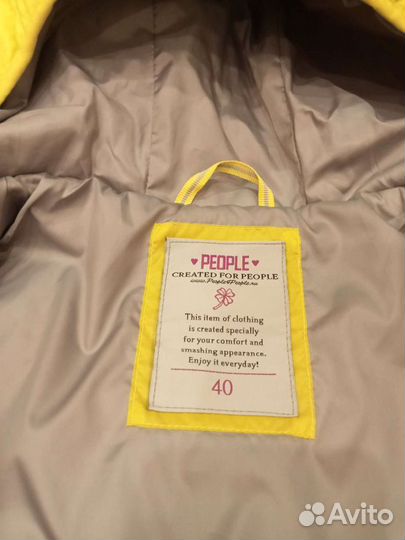 PEOPLE
CREATED FOR PEOPLE
www.People4People.ru
This item of clothing
is created specially
for your comfort and
smashing appearance.
Enjoy it everyday!
40
Avito